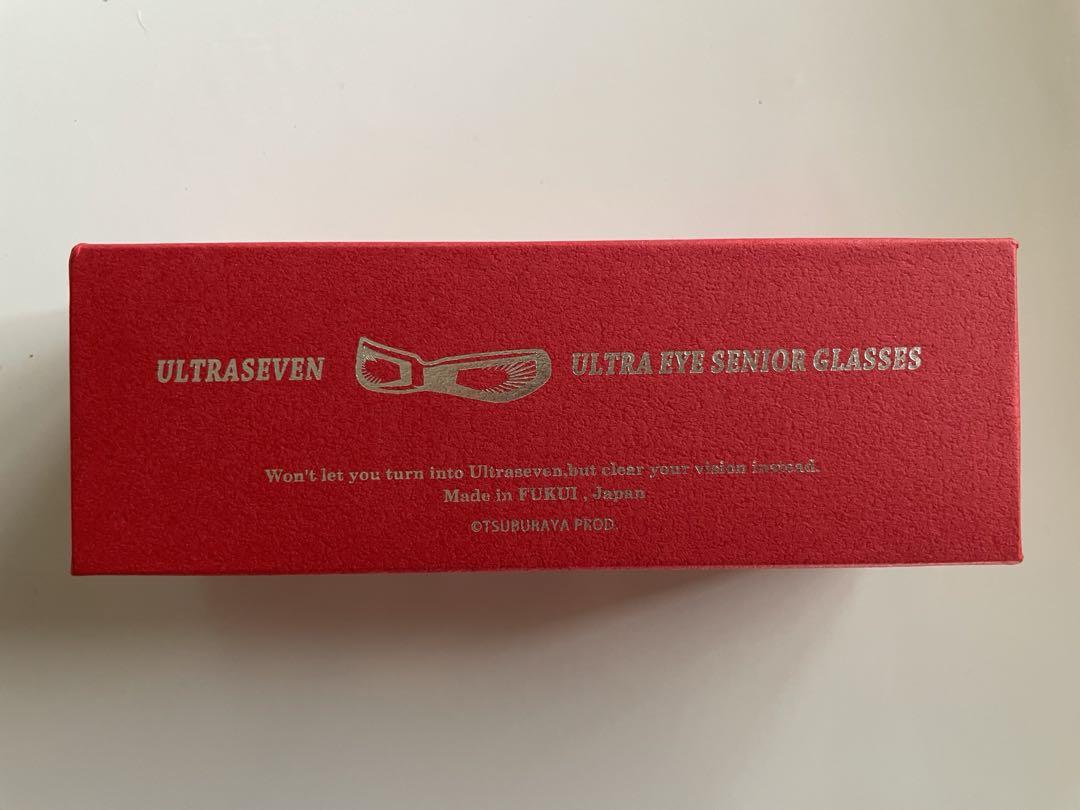 ULTRASEVEN ULTRA EYE SENIOR GLASSES
Won't let you turn into Ultraseven,but clear your vision instead.
Made in FUKUI , Japan
©TSUBURAYA PROD.